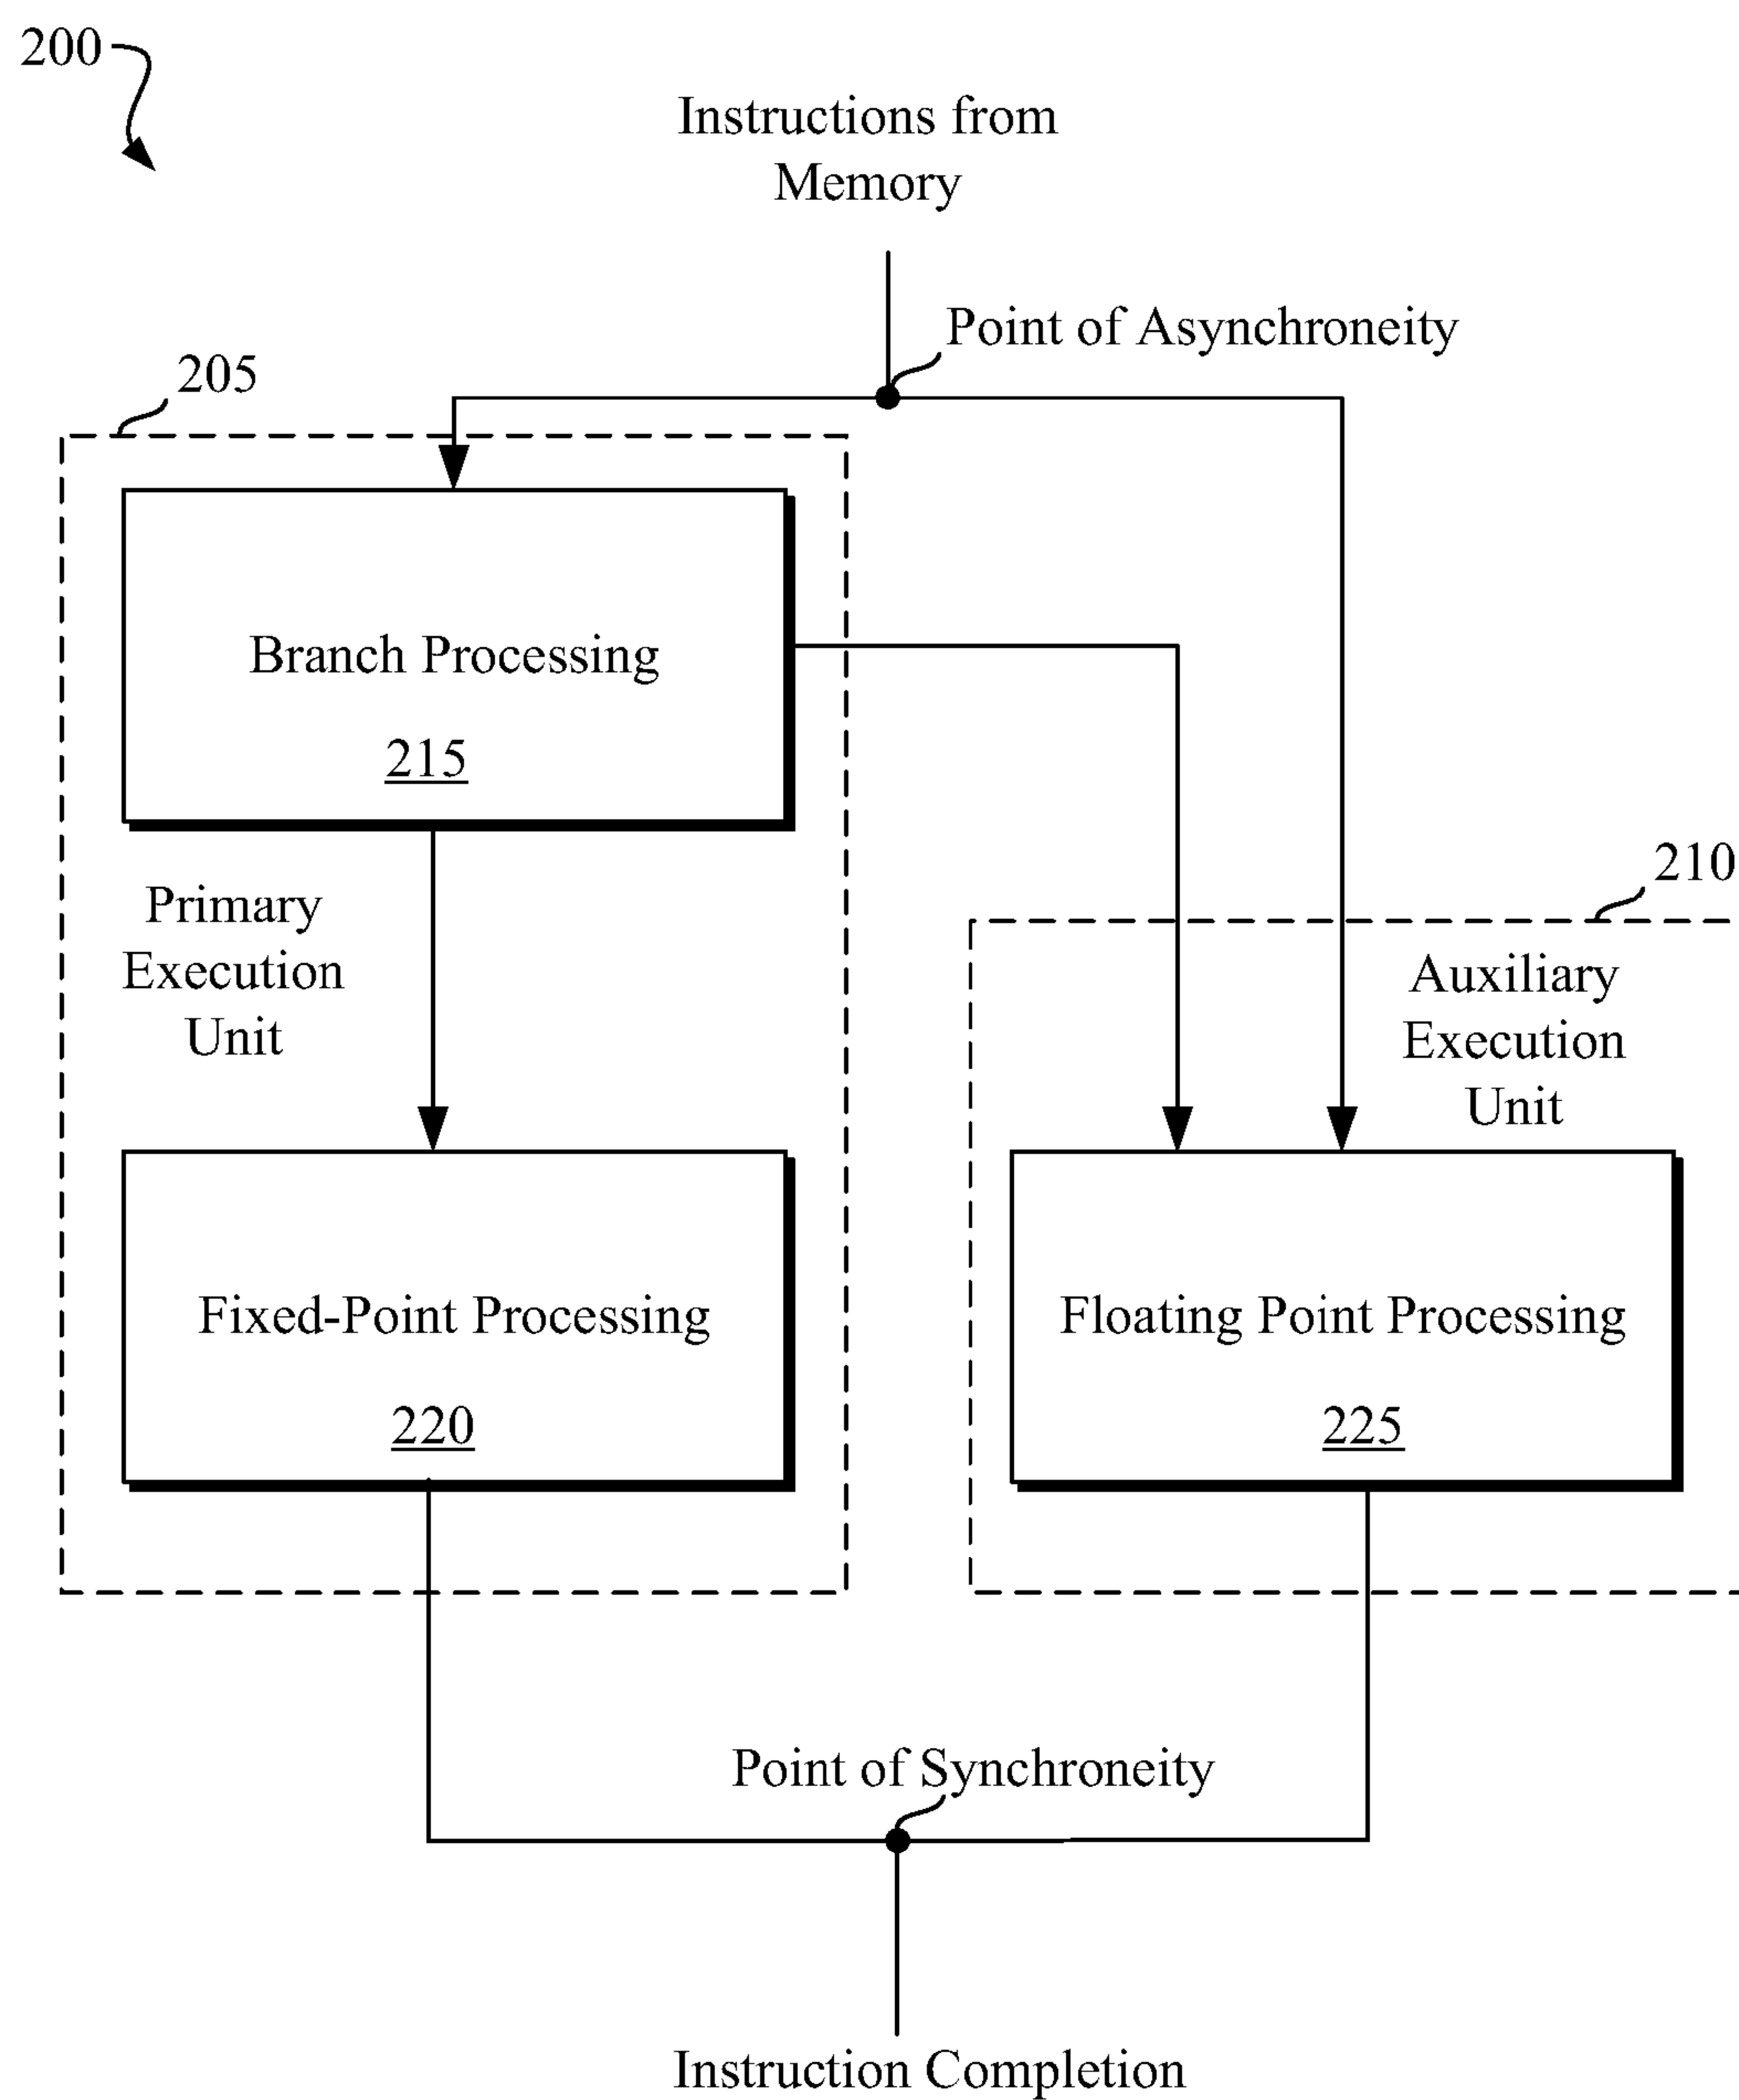 200
Instructions from
Memory
Point of Asynchroneity
205
Branch Processing
215
210
Primary
Execution
Unit
Auxiliary
Execution
Unit
Fixed-Point Processing
220
Floating Point Processing
225
Point of Synchroneity
Instruction Completion